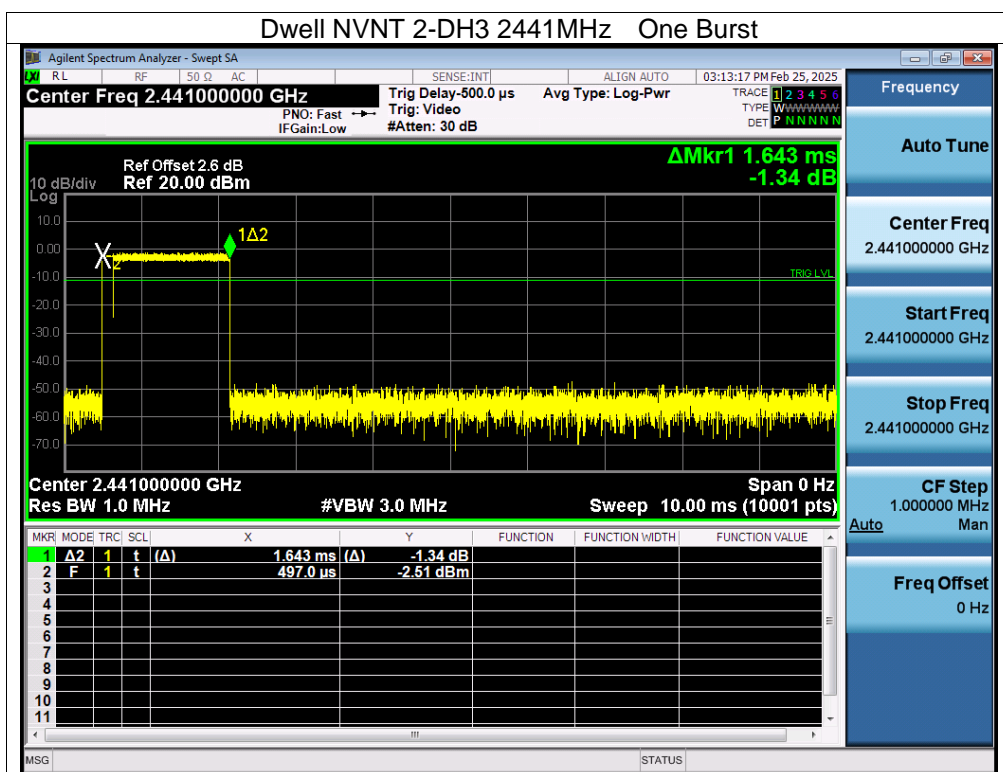 Dwell NVNT 2-DH3 2441MHz One Burst
Agilent Spectrum Analyzer - Swept SA
LXI RL RF 50 Ω AC SENSE:INT ALIGN AUTO 03:13:17 PM Feb 25, 2025
Center Freq 2.441000000 GHz
PNO: Fast
IFGain:Low
Trig Delay-500.0 µs
Trig: Video
#Atten: 30 dB
Avg Type: Log-Pwr
TRACE 1 2 3 4 5 6
TYPE WWWWWW
DET P N N N N N
Ref Offset 2.6 dB
10 dB/div Ref 20.00 dBm
Log
ΔMkr1 1.643 ms
-1.34 dB
10.0
0.00
-10.0
-20.0
-30.0
-40.0
-50.0
-60.0
-70.0
1Δ2
2
TRIG LVL
Center 2.441000000 GHz Span 0 Hz
Res BW 1.0 MHz #VBW 3.0 MHz Sweep 10.00 ms (10001 pts)
MKR MODE TRC SCL X Y FUNCTION FUNCTION WIDTH FUNCTION VALUE
1 Δ2 1 t (Δ) 1.643 ms (Δ) -1.34 dB
2 F 1 t 497.0 µs -2.51 dBm
3
4
5
6
7
8
9
10
11
MSG STATUS
Frequency
Auto Tune
Center Freq
2.441000000 GHz
Start Freq
2.441000000 GHz
Stop Freq
2.441000000 GHz
CF Step
1.000000 MHz
Auto Man
Freq Offset
0 Hz